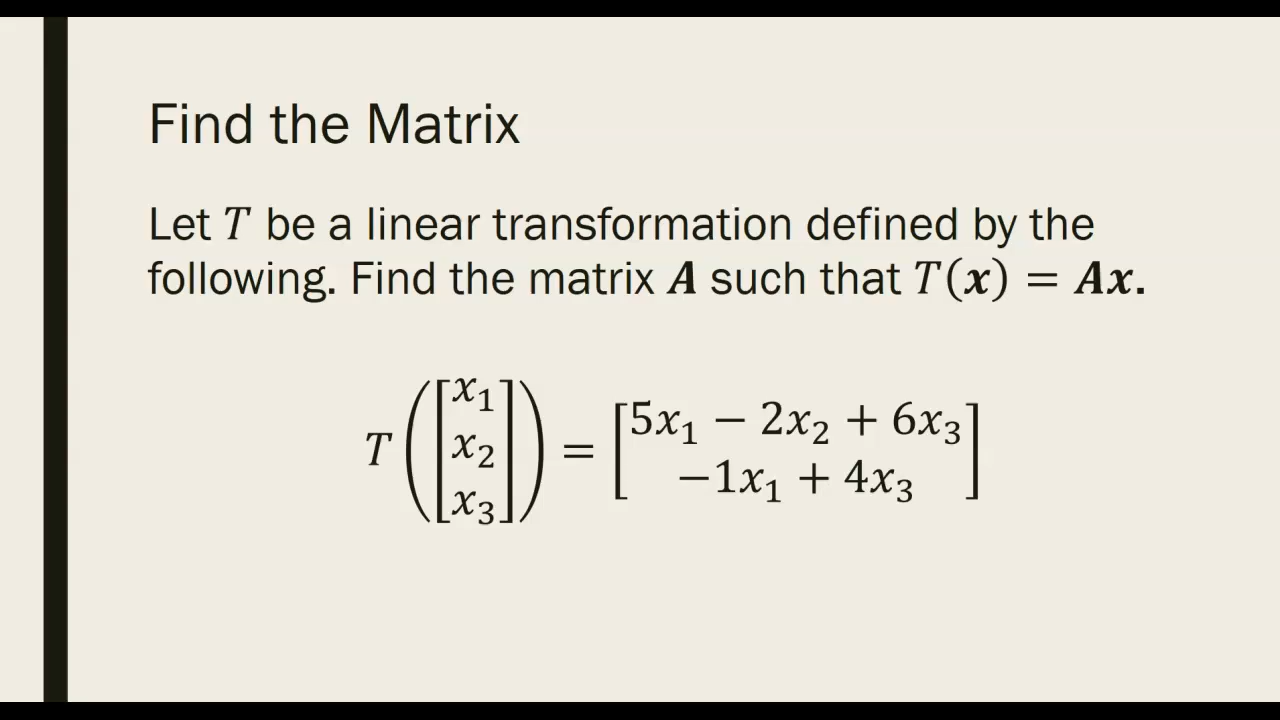 Find the Matrix
Let T be a linear transformation defined by the
following. Find the matrix A such that T(x) = Ax.
T([x₁ x₂ x₃]) = [5x₁ − 2x₂ + 6x₃
−1x₁ + 4x₃]